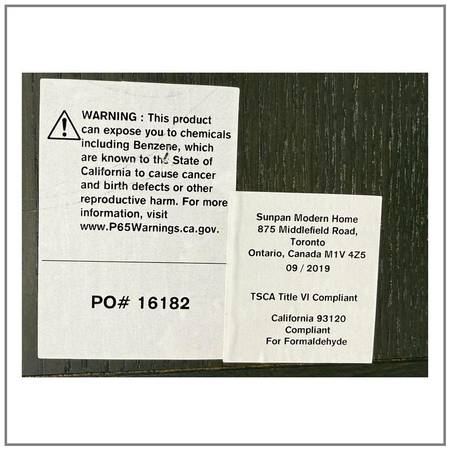 WARNING : This product
can expose you to chemicals
including Benzene, which
are known to the State of
California to cause cancer
and birth defects or other
reproductive harm. For more
information, visit
www.P65Warnings.ca.gov.
PO# 16182
Sunpan Modern Home
875 Middlefield Road,
Toronto
Ontario, Canada M1V 4Z5
09 / 2019
TSCA Title VI Compliant
California 93120
Compliant
For Formaldehyde